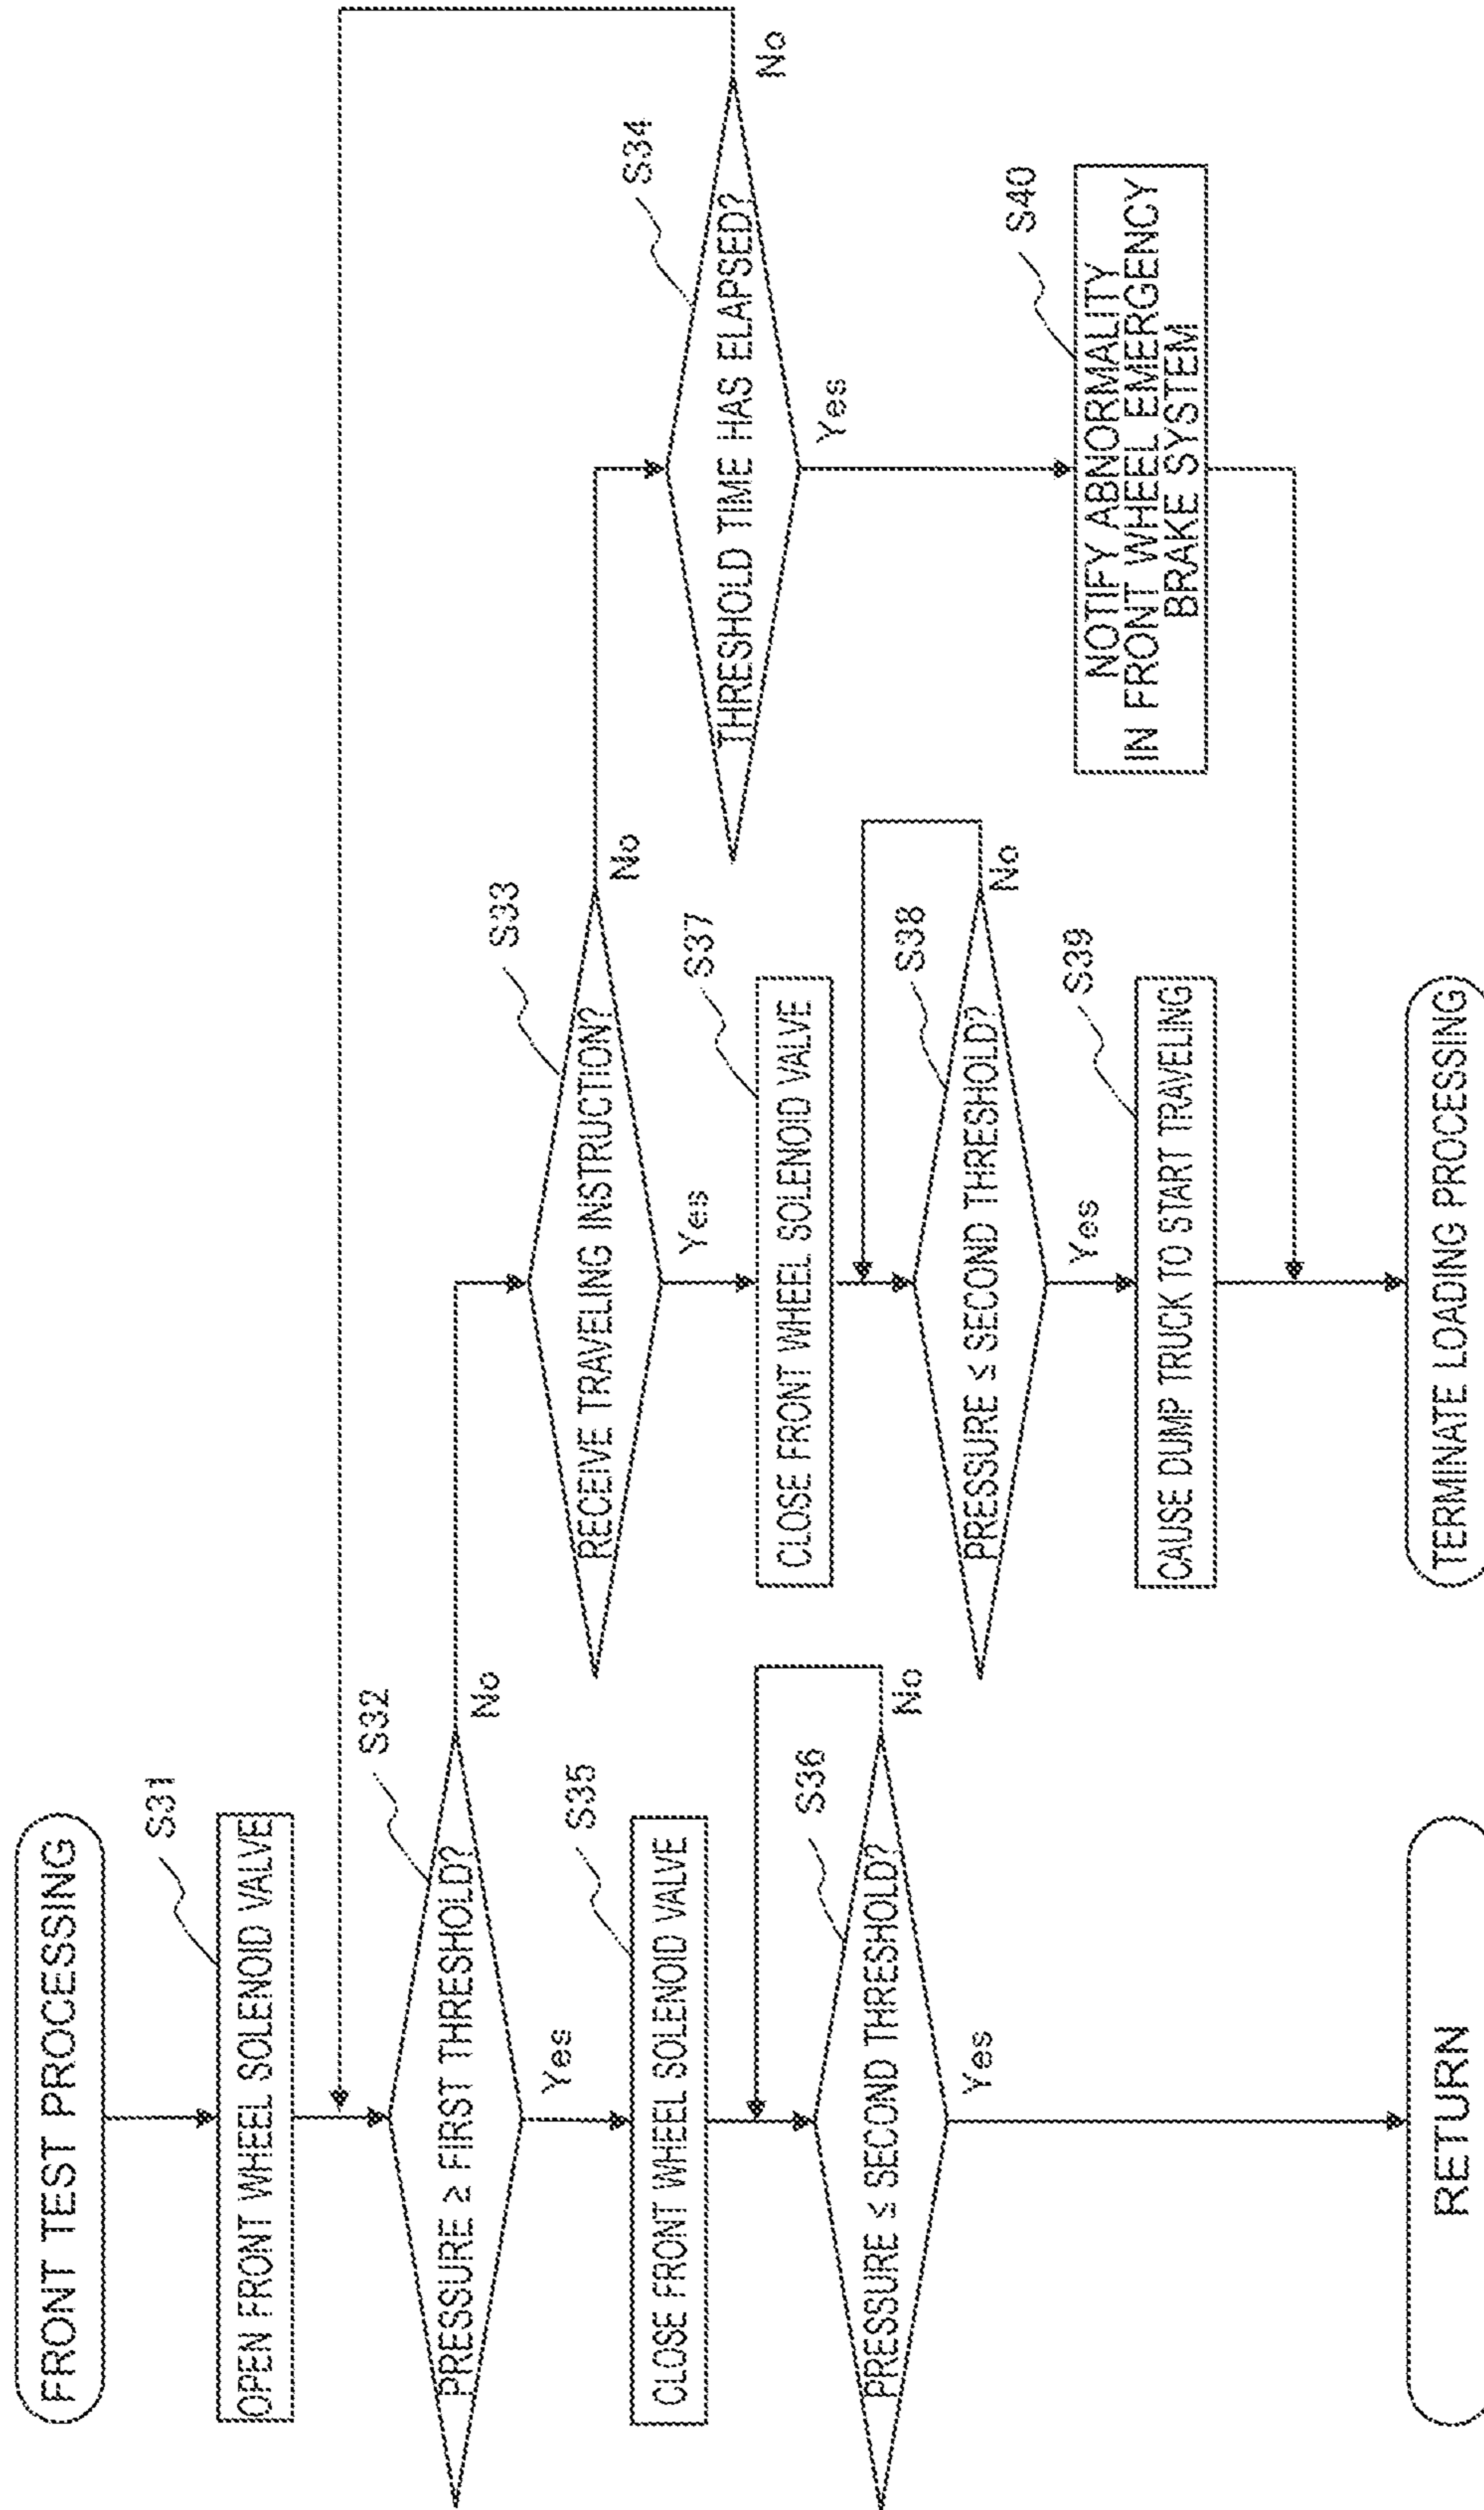 FRONT TEST PROCESSING
S31
OPEN FRONT WHEEL SOLENOID VALVE
S32
PRESSURE ≥ FIRST THRESHOLD?
No
Yes
S33
RECEIVE TRAVELING INSTRUCTION?
No
Yes
S34
THRESHOLD TIME HAS ELAPSED?
No
Yes
S35
CLOSE FRONT WHEEL SOLENOID VALVE
S36
PRESSURE ≤ SECOND THRESHOLD?
No
Yes
S37
CLOSE FRONT WHEEL SOLENOID VALVE
S38
PRESSURE ≤ SECOND THRESHOLD?
No
Yes
S39
CAUSE DUMP TRUCK TO START TRAVELING
S40
NOTIFY ABNORMALITY
IN FRONT WHEEL EMERGENCY
BRAKE SYSTEM
RETURN
TERMINATE LOADING PROCESSING